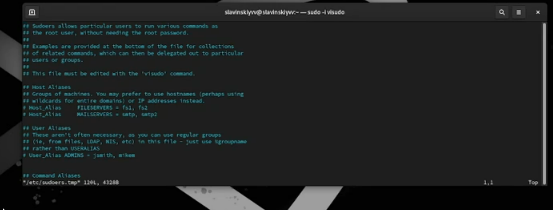 slavinskiyvv@slavinskiyvv:~ — sudo -i visudo
## Sudoers allows particular users to run various commands as
## the root user, without needing the root password.
##
## Examples are provided at the bottom of the file for collections
## of related commands, which can then be delegated out to particular
## users or groups.
##
## This file must be edited with the 'visudo' command.
## Host Aliases
## Groups of machines. You may prefer to use hostnames (perhaps using
## wildcards for entire domains) or IP addresses instead.
# Host_Alias     FILESERVERS = fs1, fs2
# Host_Alias     MAILSERVERS = smtp, smtp2
## User Aliases
## These aren't often necessary, as you can use regular groups
## (ie, from files, LDAP, NIS, etc) in this file - just use %groupname
## rather than USERALIAS
# User_Alias ADMINS = jsmith, mikem
## Command Aliases
"/etc/sudoers.tmp" 120L, 4328B 1,1 Top